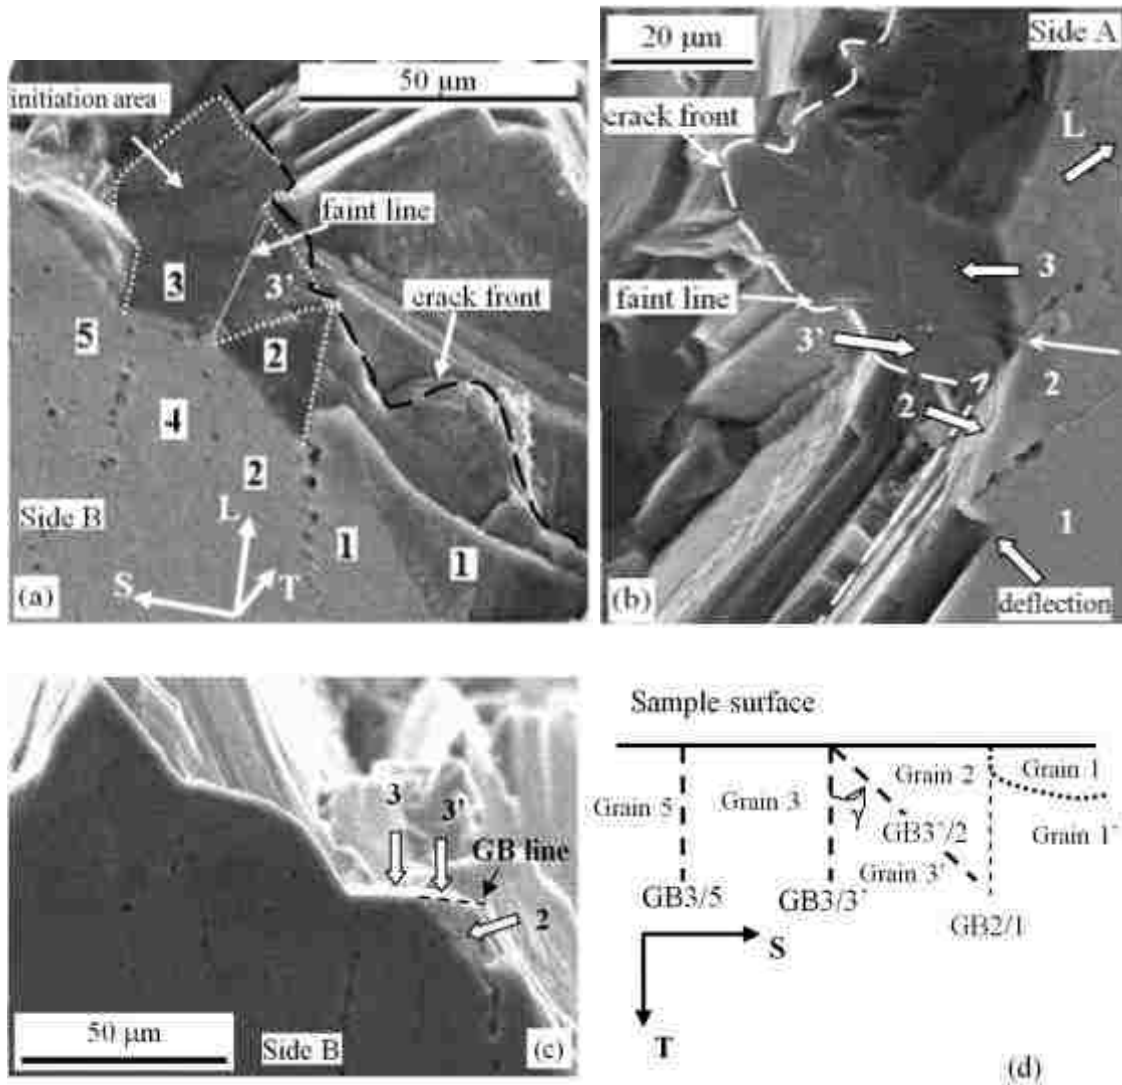 50 μm
initiation area
faint line
3
3'
crack front
5
2
4
2
Side B
L
1
1
S
T
(a)
20 μm
Side A
crack front
L
3
faint line
3'
2
2
1
(b)
deflection
3
3'
GB line
2
50 μm
Side B
(c)
Sample surface
Grain 2
Grain 1
Grain 5
Grain 3
GB3'/2
Grain 1'
Grain 3'
GB3/5
GB3/3'
GB2/1
S
T
(d)